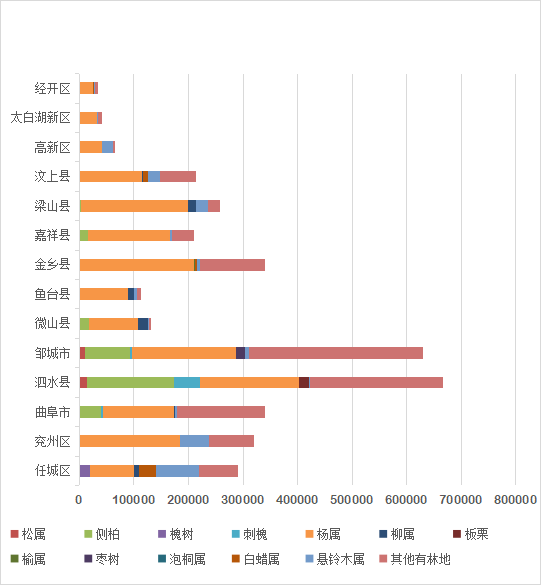 经开区
太白湖新区
高新区
汶上县
梁山县
嘉祥县
金乡县
鱼台县
微山县
邹城市
泗水县
曲阜市
兖州区
任城区
0 100000 200000 300000 400000 500000 600000 700000 800000
松属 侧柏 槐树 刺槐 杨属 柳属 板栗
榆属 枣树 泡桐属 白蜡属 悬铃木属 其他有林地